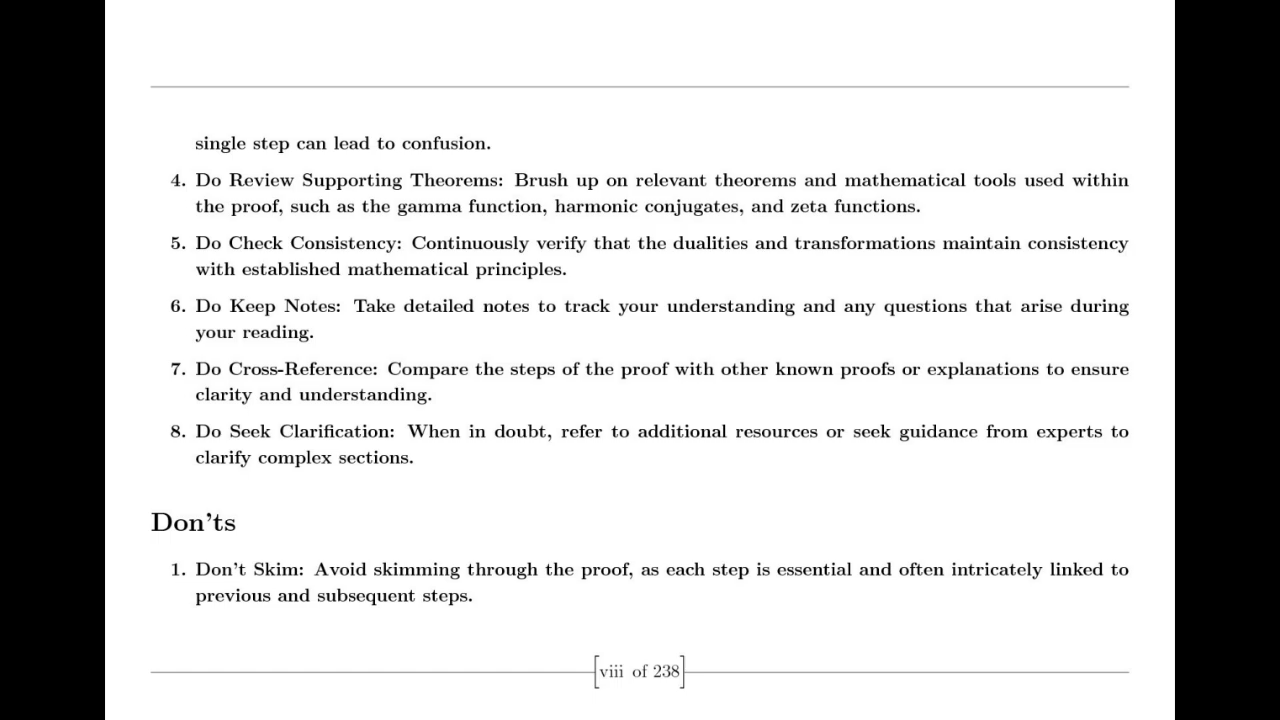 single step can lead to confusion.
4. Do Review Supporting Theorems: Brush up on relevant theorems and mathematical tools used within
the proof, such as the gamma function, harmonic conjugates, and zeta functions.
5. Do Check Consistency: Continuously verify that the dualities and transformations maintain consistency
with established mathematical principles.
6. Do Keep Notes: Take detailed notes to track your understanding and any questions that arise during
your reading.
7. Do Cross-Reference: Compare the steps of the proof with other known proofs or explanations to ensure
clarity and understanding.
8. Do Seek Clarification: When in doubt, refer to additional resources or seek guidance from experts to
clarify complex sections.
Don'ts
1. Don't Skim: Avoid skimming through the proof, as each step is essential and often intricately linked to
previous and subsequent steps.
[viii of 238]